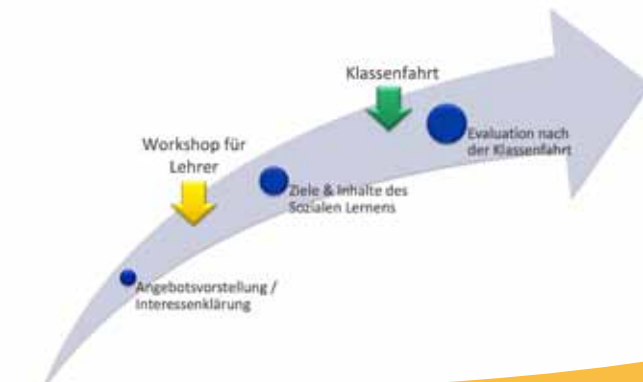 Klassenfahrt
Evaluation nach
der Klassenfahrt
Workshop für
Lehrer
Ziele & Inhalte des
Sozialen Lernens
Angebotsvorstellung /
Interessenklärung